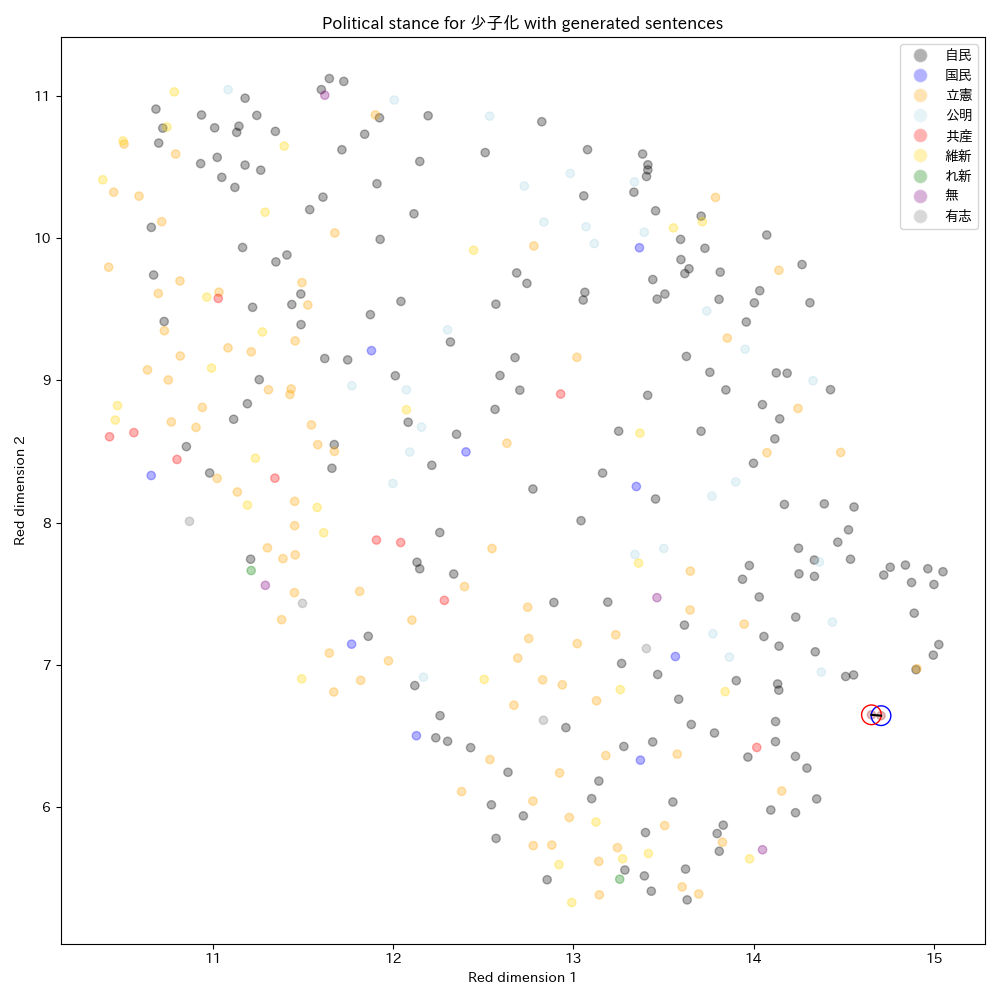 Political stance for 少子化 with generated sentences
自民
国民
立憲
公明
共産
維新
れ新
無
有志
11
10
9
8
7
6
Red dimension 2
11 12 13 14 15
Red dimension 1